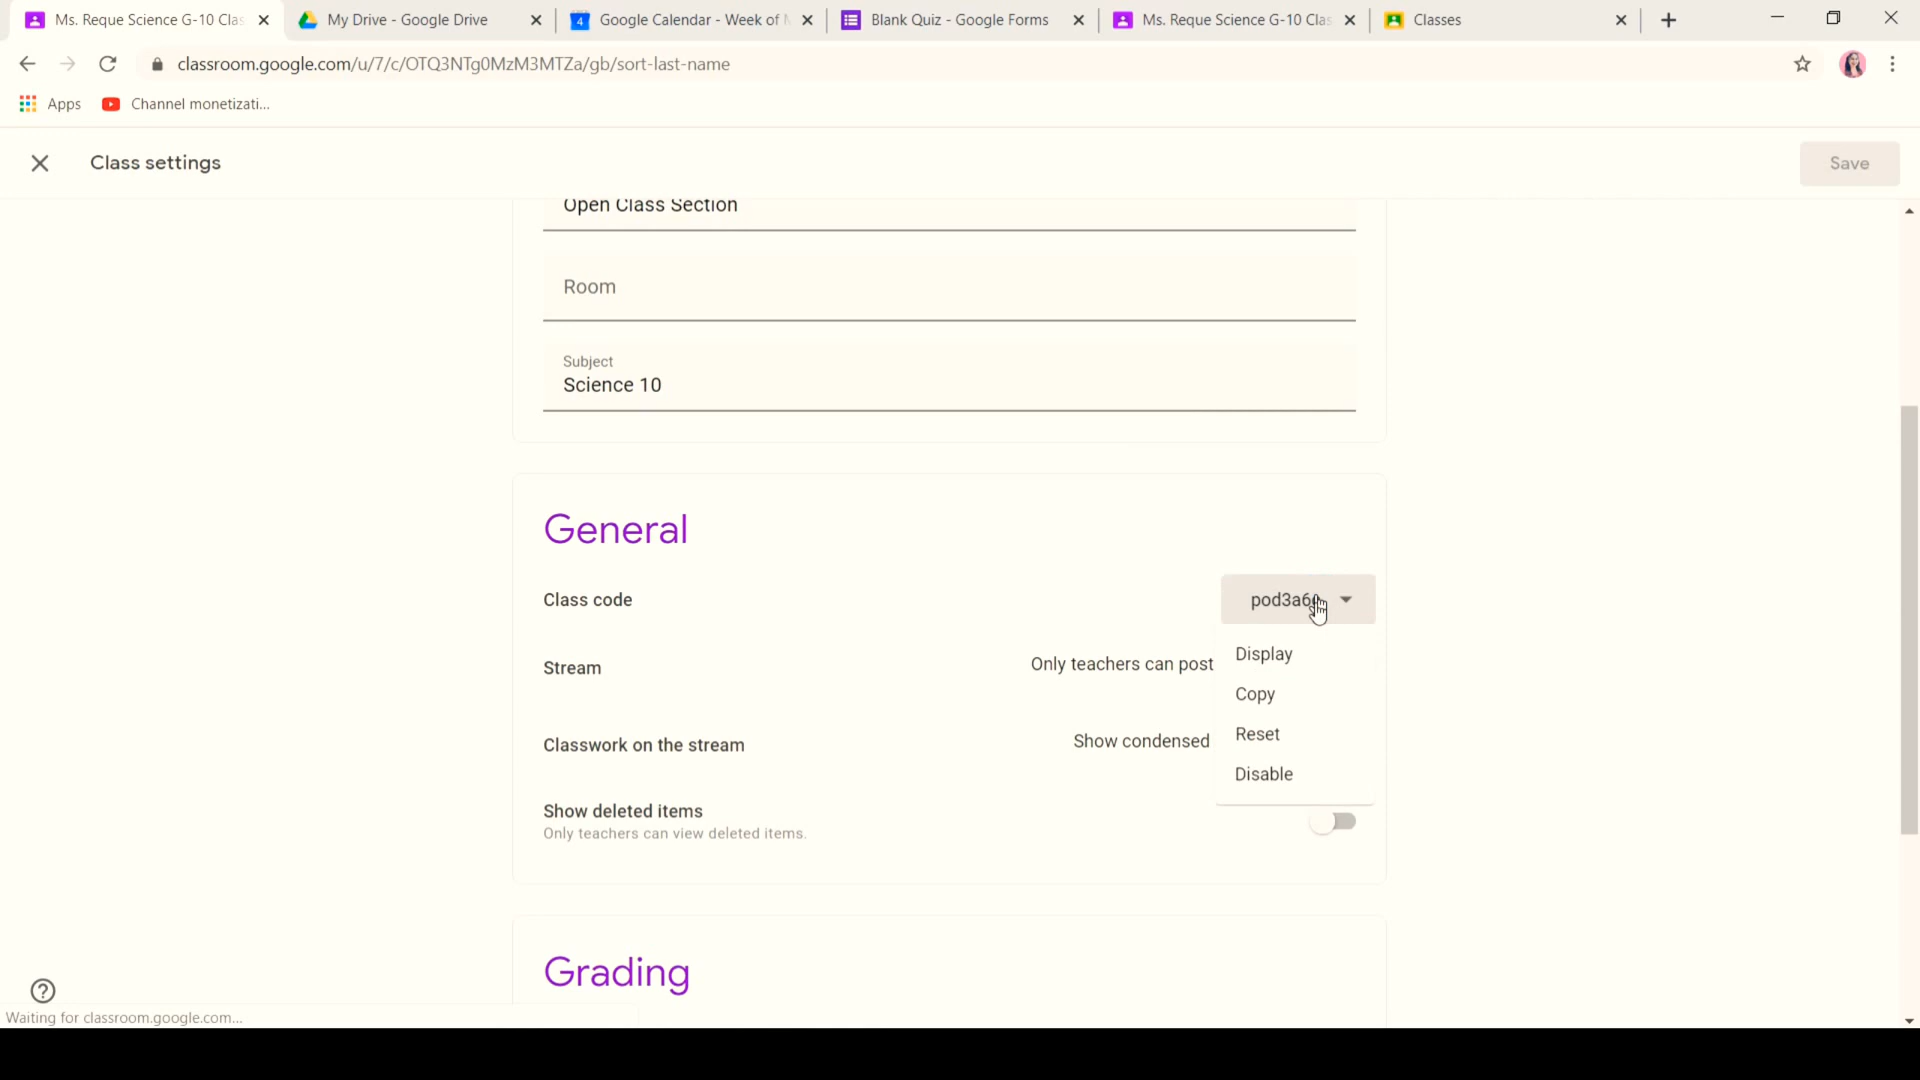 Ms. Reque Science G-10 Clas
My Drive - Google Drive
4
Google Calendar - Week of M
Blank Quiz - Google Forms
Ms. Reque Science G-10 Clas
Classes
classroom.google.com/u/7/c/OTQ3NTg0MzM3MTZa/gb/sort-last-name
Apps
Channel monetizati...
Class settings
Save
Open Class Section
Room
Subject
Science 10
General
Class code
Stream
Only teachers can post
Display
Copy
Classwork on the stream
Show condensed
Reset
Disable
Show deleted items
Only teachers can view deleted items.
Grading
Waiting for classroom.google.com...